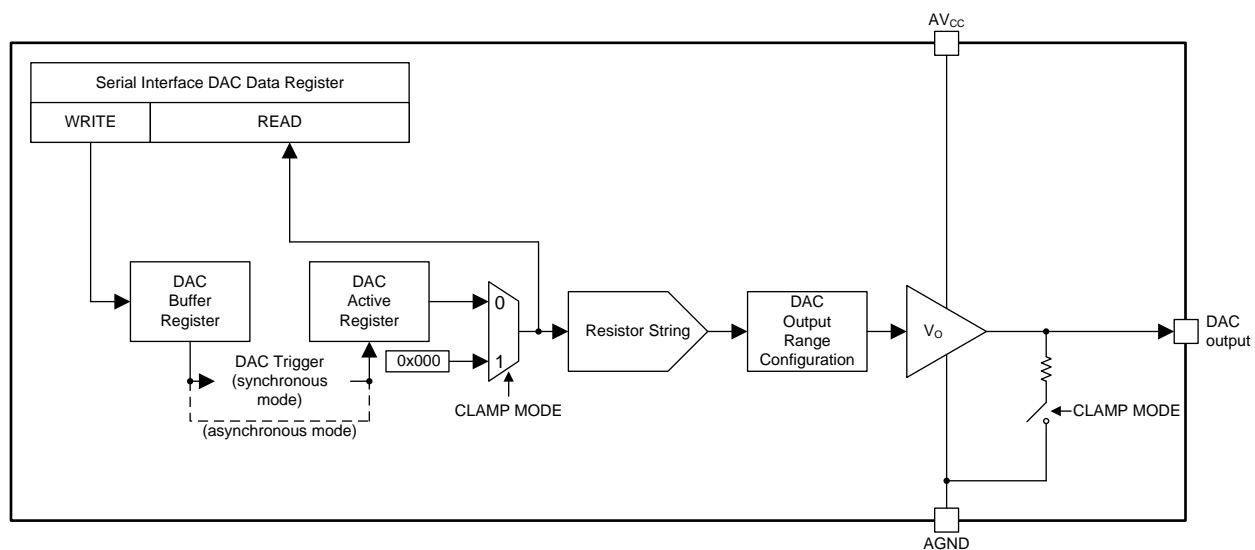 AVCC
Serial Interface DAC Data Register
WRITE
READ
DAC
Buffer
Register
DAC
Active
Register
0
1
0x000
DAC Trigger
(synchronous
mode)
(asynchronous mode)
CLAMP MODE
Resistor String
DAC
Output
Range
Configuration
VO
DAC
output
CLAMP MODE
AGND